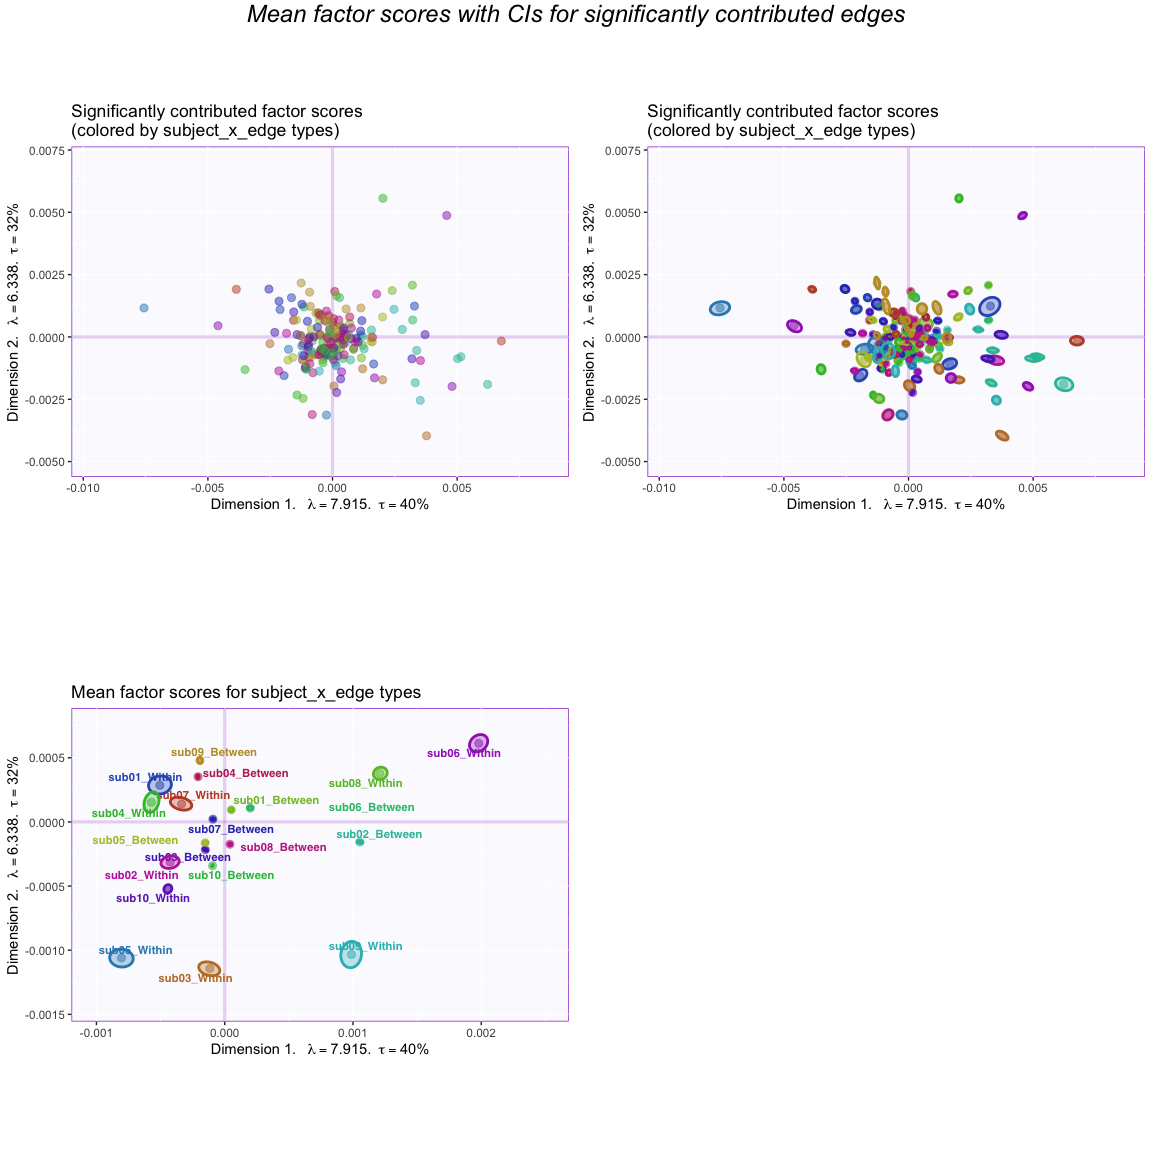 Mean factor scores with CIs for significantly contributed edges
Significantly contributed factor scores
(colored by subject_x_edge types)
0.0075
0.0050
0.0025
0.0000
-0.0025
-0.0050
-0.010
-0.005
0.000
0.005
Dimension 1. λ = 7.915. τ = 40%
Dimension 2. λ = 6.338. τ = 32%
Significantly contributed factor scores
(colored by subject_x_edge types)
0.0075
0.0050
0.0025
0.0000
-0.0025
-0.0050
-0.010
-0.005
0.000
0.005
Dimension 1. λ = 7.915. τ = 40%
Dimension 2. λ = 6.338. τ = 32%
Mean factor scores for subject_x_edge types
0.0005
0.0000
-0.0005
-0.0010
-0.0015
sub09_Between
sub06_Within
sub04_Between
sub01_Within
sub08_Within
sub07_Within
sub01_Between
sub04_Within
sub06_Between
sub07_Between
sub02_Between
sub05_Between
sub08_Between
sub03_Between
sub02_Within
sub10_Between
sub10_Within
sub05_Within
sub09_Within
sub03_Within
-0.001
0.000
0.001
0.002
Dimension 1. λ = 7.915. τ = 40%
Dimension 2. λ = 6.338. τ = 32%